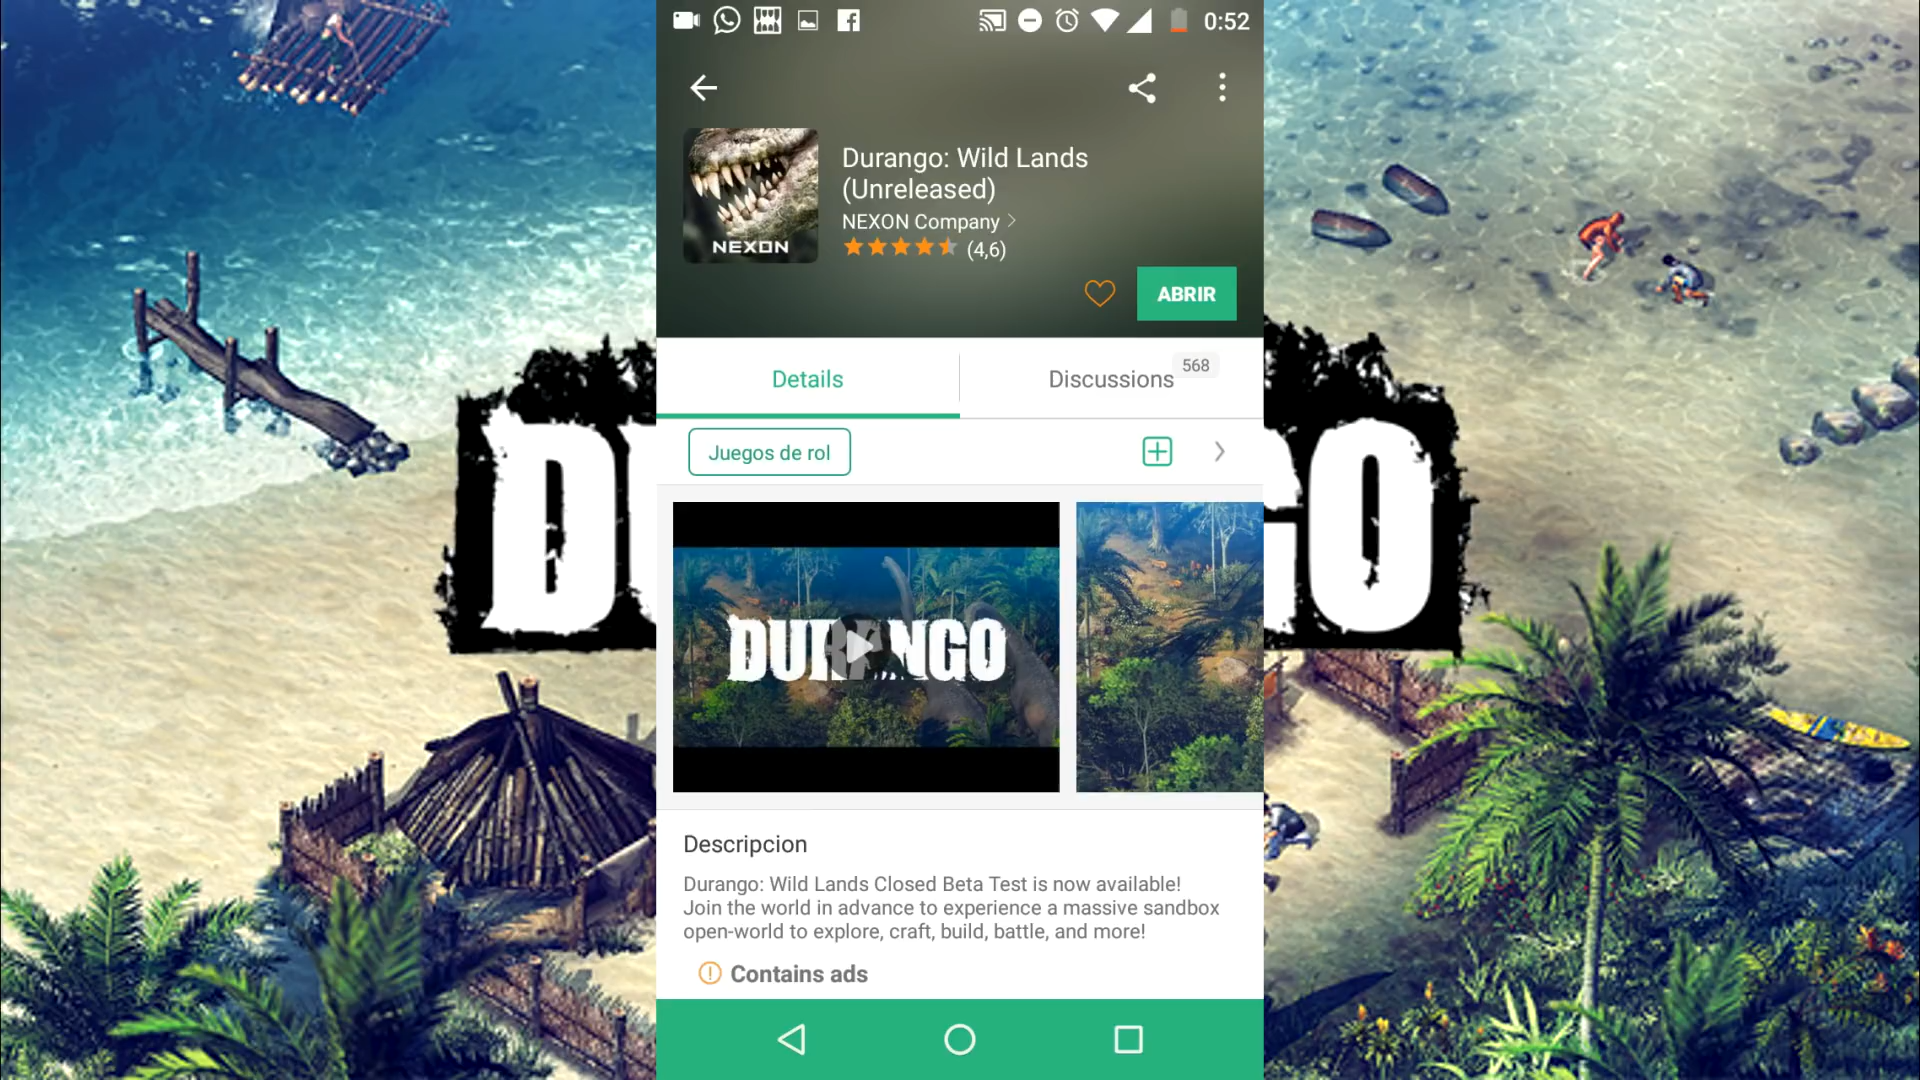 0:52
NEXON
Durango: Wild Lands
(Unreleased)
NEXON Company
(4,6)
ABRIR
Details
Discussions
568
Juegos de rol
DURANGO
Descripcion
Durango: Wild Lands Closed Beta Test is now available!
Join the world in advance to experience a massive sandbox
open-world to explore, craft, build, battle, and more!
Contains ads